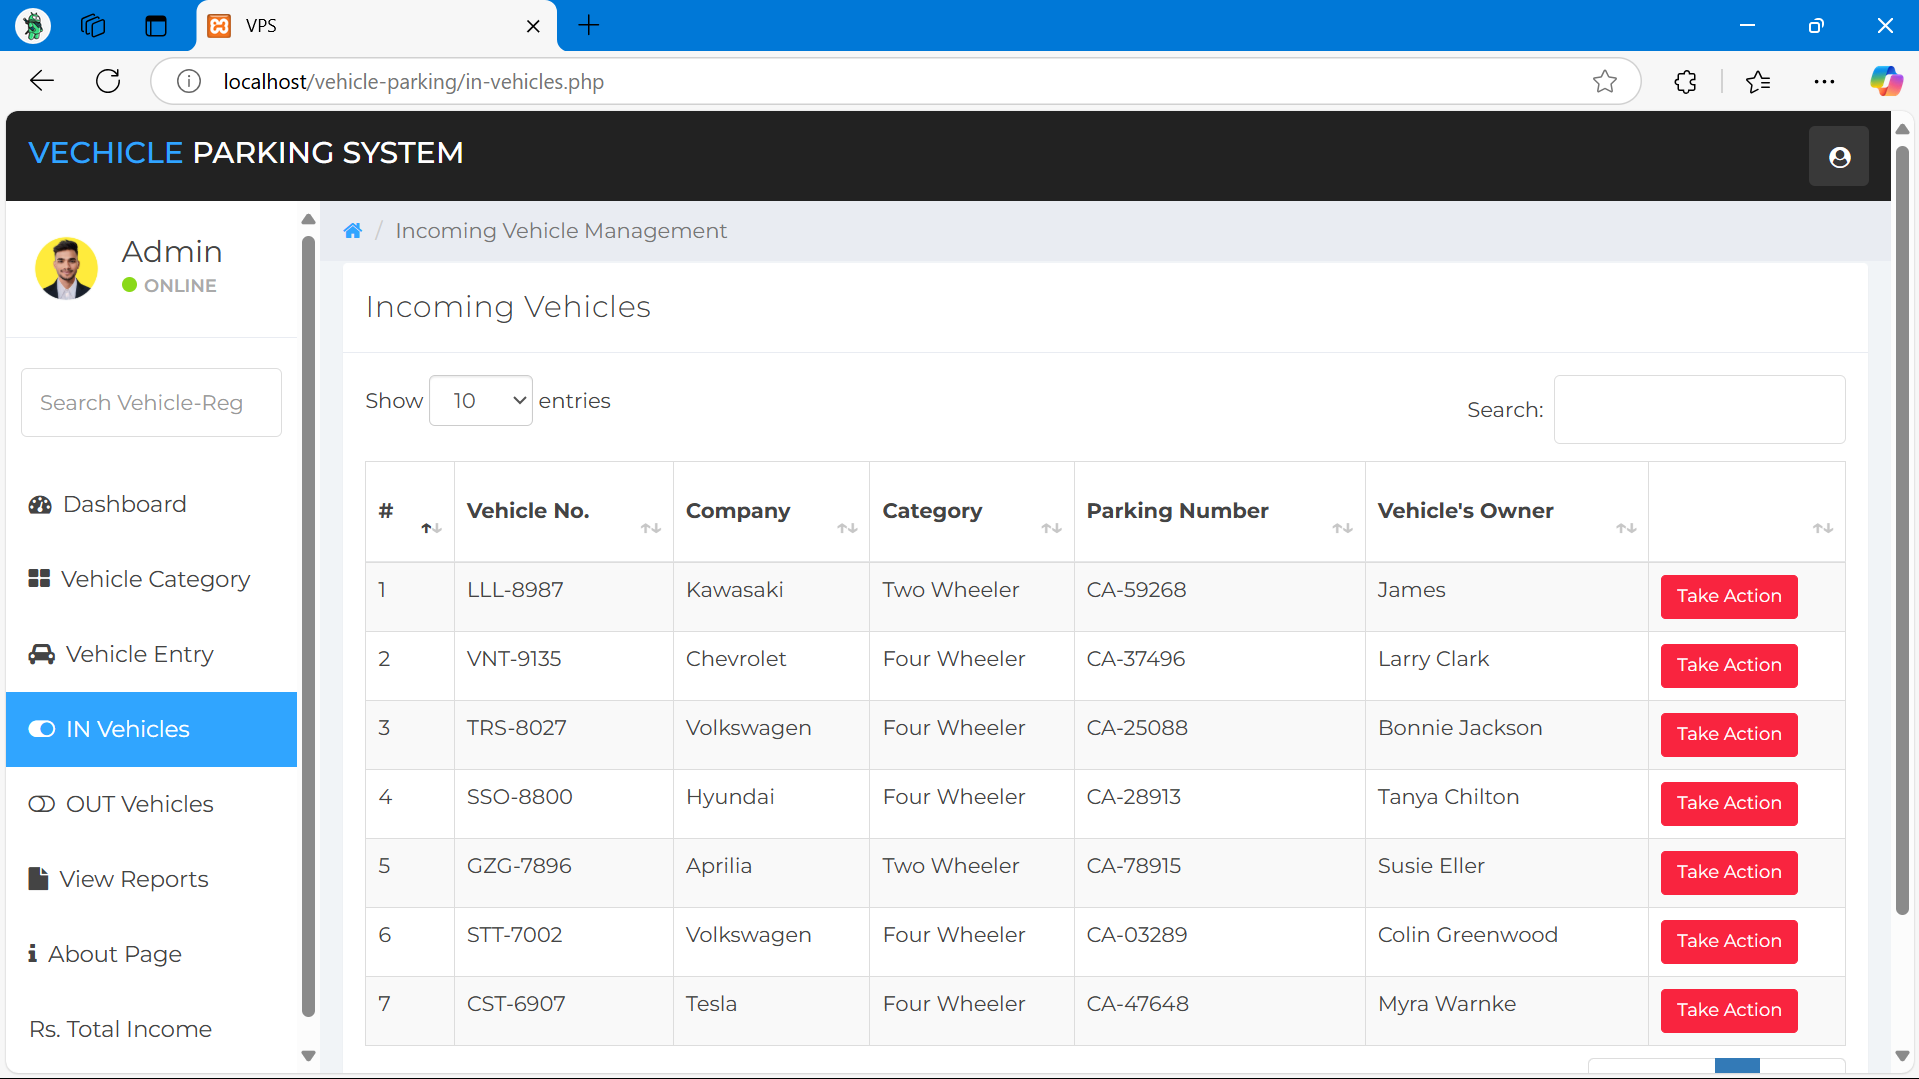 VPS
localhost/vehicle-parking/in-vehicles.php
VECHICLE PARKING SYSTEM
Admin
ONLINE
Search Vehicle-Reg
Dashboard
Vehicle Category
Vehicle Entry
IN Vehicles
OUT Vehicles
View Reports
About Page
Rs. Total Income
/ Incoming Vehicle Management
Incoming Vehicles
Show 10 entries
Search:
# Vehicle No. Company Category Parking Number Vehicle's Owner
1 LLL-8987 Kawasaki Two Wheeler CA-59268 James Take Action
2 VNT-9135 Chevrolet Four Wheeler CA-37496 Larry Clark Take Action
3 TRS-8027 Volkswagen Four Wheeler CA-25088 Bonnie Jackson Take Action
4 SSO-8800 Hyundai Four Wheeler CA-28913 Tanya Chilton Take Action
5 GZG-7896 Aprilia Two Wheeler CA-78915 Susie Eller Take Action
6 STT-7002 Volkswagen Four Wheeler CA-03289 Colin Greenwood Take Action
7 CST-6907 Tesla Four Wheeler CA-47648 Myra Warnke Take Action